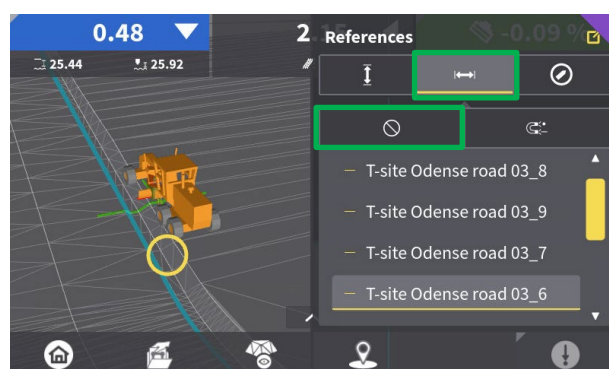 0.48
25.44 25.92
2.15
-0.09 %
References
T-site Odense road 03_8
T-site Odense road 03_9
T-site Odense road 03_7
T-site Odense road 03_6